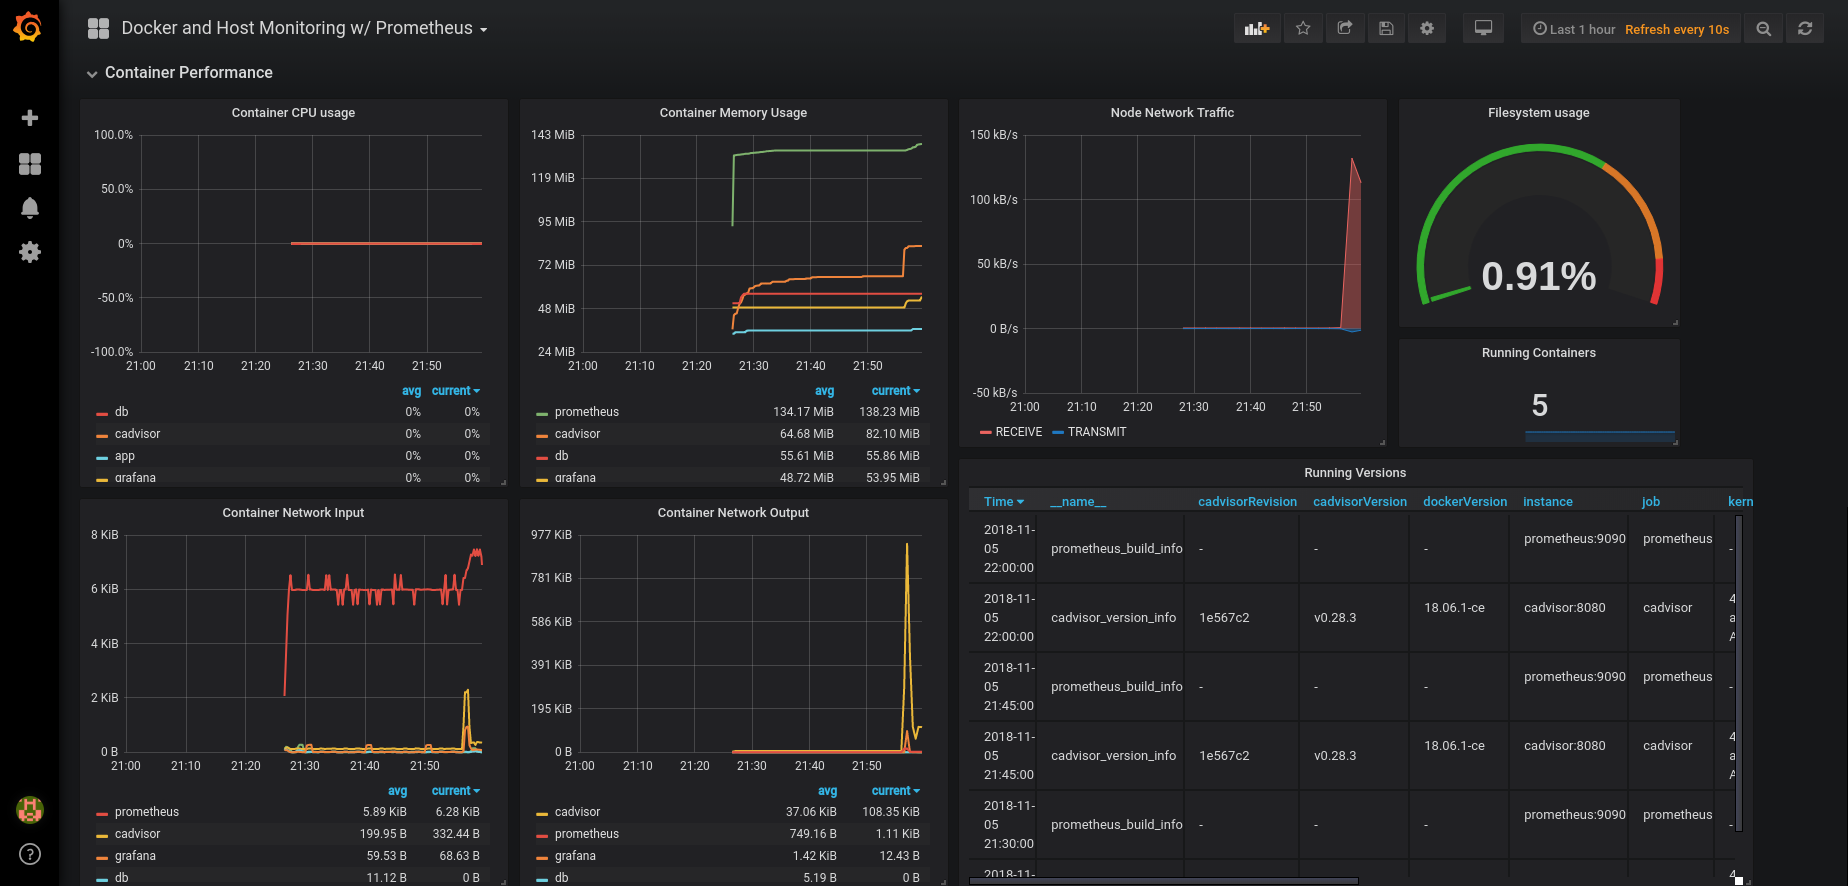 Docker and Host Monitoring w/ Prometheus
Last 1 hour Refresh every 10s
Container Performance
Container CPU usage
100.0%
50.0%
0%
-50.0%
-100.0%
21:00 21:10 21:20 21:30 21:40 21:50
avg current
db 0% 0%
cadvisor 0% 0%
app 0% 0%
grafana 0% 0%
Container Memory Usage
143 MiB
119 MiB
95 MiB
72 MiB
48 MiB
24 MiB
21:00 21:10 21:20 21:30 21:40 21:50
avg current
prometheus 134.17 MiB 138.23 MiB
cadvisor 64.68 MiB 82.10 MiB
db 55.61 MiB 55.86 MiB
grafana 48.72 MiB 53.95 MiB
Node Network Traffic
150 kB/s
100 kB/s
50 kB/s
0 B/s
-50 kB/s
21:00 21:10 21:20 21:30 21:40 21:50
RECEIVE TRANSMIT
Filesystem usage
0.91%
Running Containers
5
Container Network Input
8 KiB
6 KiB
4 KiB
2 KiB
0 B
21:00 21:10 21:20 21:30 21:40 21:50
avg current
prometheus 5.89 KiB 6.28 KiB
cadvisor 199.95 B 332.44 B
grafana 59.53 B 68.63 B
db 11.12 B 0 B
Container Network Output
977 KiB
781 KiB
586 KiB
391 KiB
195 KiB
0 B
21:00 21:10 21:20 21:30 21:40 21:50
avg current
cadvisor 37.06 KiB 108.35 KiB
prometheus 749.16 B 1.11 KiB
grafana 1.42 KiB 12.43 B
db 5.19 B 0 B
Running Versions
Time __name__ cadvisorRevision cadvisorVersion dockerVersion instance job kern
2018-11-
05
22:00:00
prometheus_build_info - - - prometheus:9090 prometheus -
2018-11-
05
22:00:00
cadvisor_version_info 1e567c2 v0.28.3 18.06.1-ce cadvisor:8080 cadvisor 4
a
A
2018-11-
05
21:45:00
prometheus_build_info - - - prometheus:9090 prometheus -
2018-11-
05
21:45:00
cadvisor_version_info 1e567c2 v0.28.3 18.06.1-ce cadvisor:8080 cadvisor 4
a
A
2018-11-
05
21:30:00
prometheus_build_info - - - prometheus:9090 prometheus -
2018-11-
4